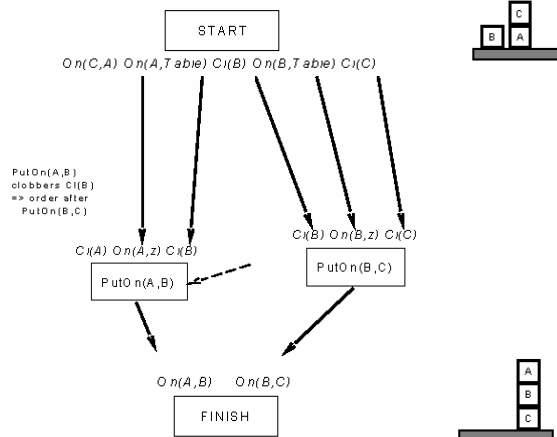 START
C
B A
On(C,A) On(A,Table) Cl(B) On(B,Table) Cl(C)
PutOn(A,B)
clobbers Cl(B)
=> order after
PutOn(B,C)
Cl(A) On(A,z) Cl(B)
Cl(B) On(B,z) Cl(C)
PutOn(A,B)
PutOn(B,C)
On(A,B) On(B,C)
FINISH
A
B
C